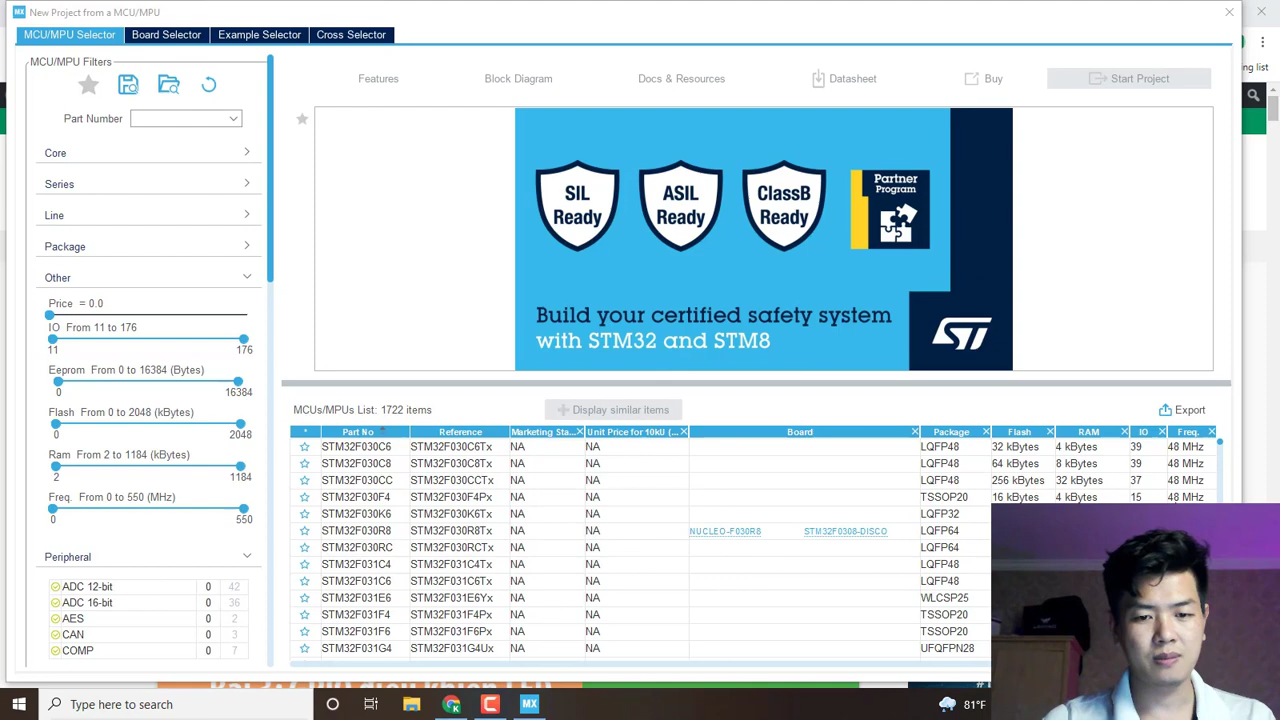 MX New Project from a MCU/MPU
MCU/MPU Selector Board Selector Example Selector Cross Selector
ing list
MCU/MPU Filters
Part Number
Core
Series
Line
Package
Other
Price = 0.0
IO From 11 to 176
11 176
Eeprom From 0 to 16384 (Bytes)
0 16384
Flash From 0 to 2048 (kBytes)
0 2048
Ram From 2 to 1184 (kBytes)
2 1184
Freq. From 0 to 550 (MHz)
0 550
Peripheral
ADC 12-bit 0 42
ADC 16-bit 0 36
AES 0 2
CAN 0 3
COMP 0 7
Features Block Diagram Docs & Resources Datasheet Buy Start Project
SIL Ready
ASIL Ready
ClassB Ready
Partner Program
Build your certified safety system
with STM32 and STM8
ST
MCUs/MPUs List: 1722 items Display similar items Export
* Part No Reference Marketing Sta... Unit Price for 10kU (... Board Package Flash RAM IO Freq.
STM32F030C6 STM32F030C6Tx NA NA LQFP48 32 kBytes 4 kBytes 39 48 MHz
STM32F030C8 STM32F030C8Tx NA NA LQFP48 64 kBytes 8 kBytes 39 48 MHz
STM32F030CC STM32F030CCTx NA NA LQFP48 256 kBytes 32 kBytes 37 48 MHz
STM32F030F4 STM32F030F4Px NA NA TSSOP20 16 kBytes 4 kBytes 15 48 MHz
STM32F030K6 STM32F030K6Tx NA NA LQFP32
STM32F030R8 STM32F030R8Tx NA NA NUCLEO-F030R8 STM32F0308-DISCO LQFP64
STM32F030RC STM32F030RCTx NA NA LQFP64
STM32F031C4 STM32F031C4Tx NA NA LQFP48
STM32F031C6 STM32F031C6Tx NA NA LQFP48
STM32F031E6 STM32F031E6Yx NA NA WLCSP25
STM32F031F4 STM32F031F4Px NA NA TSSOP20
STM32F031F6 STM32F031F6Px NA NA TSSOP20
STM32F031G4 STM32F031G4Ux NA NA UFQFPN28
Type here to search MX 81°F